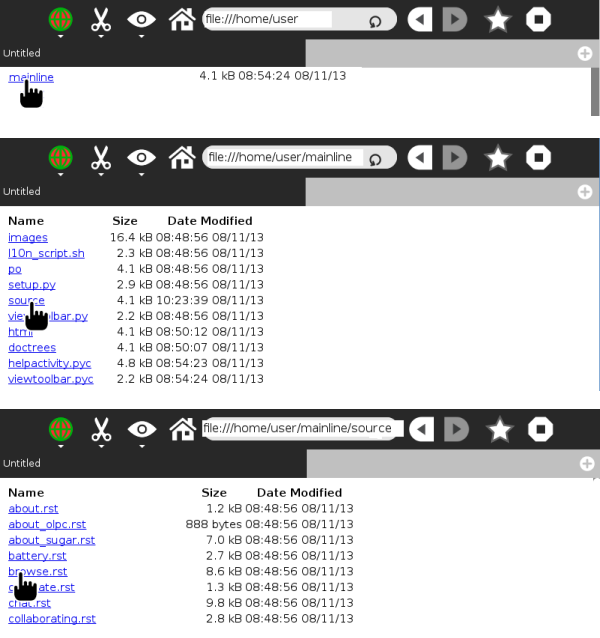 file:///home/user
Untitled
mainline 4.1 kB 08:54:24 08/11/13
file:///home/user/mainline
Untitled
Name Size Date Modified
images 16.4 kB 08:48:56 08/11/13
l10n_script.sh 2.3 kB 08:48:56 08/11/13
po 4.1 kB 08:48:56 08/11/13
setup.py 2.9 kB 08:48:56 08/11/13
source 4.1 kB 10:23:39 08/11/13
viewtoolbar.py 2.2 kB 08:48:56 08/11/13
html 4.1 kB 08:50:12 08/11/13
doctrees 4.1 kB 08:50:07 08/11/13
helpactivity.pyc 4.8 kB 08:54:23 08/11/13
viewtoolbar.pyc 2.2 kB 08:54:24 08/11/13
file:///home/user/mainline/source
Untitled
Name Size Date Modified
about.rst 1.2 kB 08:48:56 08/11/13
about_olpc.rst 888 bytes 08:48:56 08/11/13
about_sugar.rst 7.0 kB 08:48:56 08/11/13
battery.rst 2.7 kB 08:48:56 08/11/13
browse.rst 8.6 kB 08:48:56 08/11/13
1.3 kB 08:48:56 08/11/13
chat.rst 9.8 kB 08:48:56 08/11/13
collaborating.rst 2.8 kB 08:48:56 08/11/13